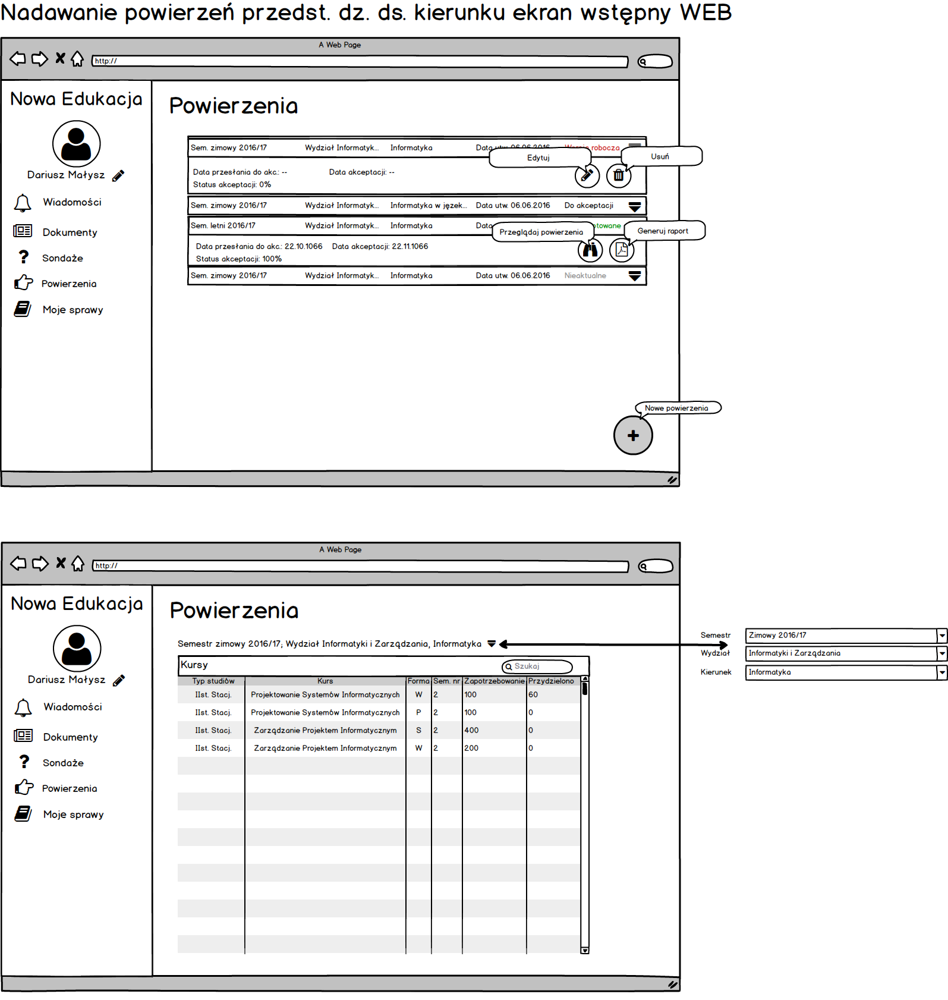 Nadawanie powierzeń przedst. dz. ds. kierunku ekran wstępny WEB
A Web Page
http://
Nowa Edukacja
Dariusz Małysz
Wiadomości
Dokumenty
Sondaże
Powierzenia
Moje sprawy
Powierzenia
Sem. zimowy 2016/17 Wydział Informatyk... Informatyka Data utw. 06.06.2016 Wersja robocza
Edytuj
Usuń
Data przesłania do akc.: -- Data akceptacji: --
Status akceptacji: 0%
Sem. zimowy 2016/17 Wydział Informatyk... Informatyka w język... Data utw. 06.06.2016 Do akceptacji
Sem. letni 2016/17 Wydział Informatyk... Informatyka Data
Przeglądaj powierzenia
Generuj raport
Data przesłania do akc.: 22.10.1066 Data akceptacji: 22.11.1066
Status akceptacji: 100%
Sem. zimowy 2016/17 Wydział Informatyk... Informatyka Data utw. 06.06.2016 Nieaktualne
Nowe powierzenia
A Web Page
http://
Nowa Edukacja
Dariusz Małysz
Wiadomości
Dokumenty
Sondaże
Powierzenia
Moje sprawy
Powierzenia
Semestr zimowy 2016/17; Wydział Informatyki i Zarządzania, Informatyka
Kursy Szukaj
Typ studiów Kurs Forma Sem. nr Zapotrzebowanie Przydzielono
IIst. Stacj. Projektowanie Systemów Informatycznych W 2 100 60
IIst. Stacj. Projektowanie Systemów Informatycznych P 2 100 0
IIst. Stacj. Zarządzanie Projektem Informatycznym S 2 400 0
IIst. Stacj. Zarządzanie Projektem Informatycznym W 2 200 0
Semestr Zimowy 2016/17
Wydział Informatyki i Zarządzania
Kierunek Informatyka